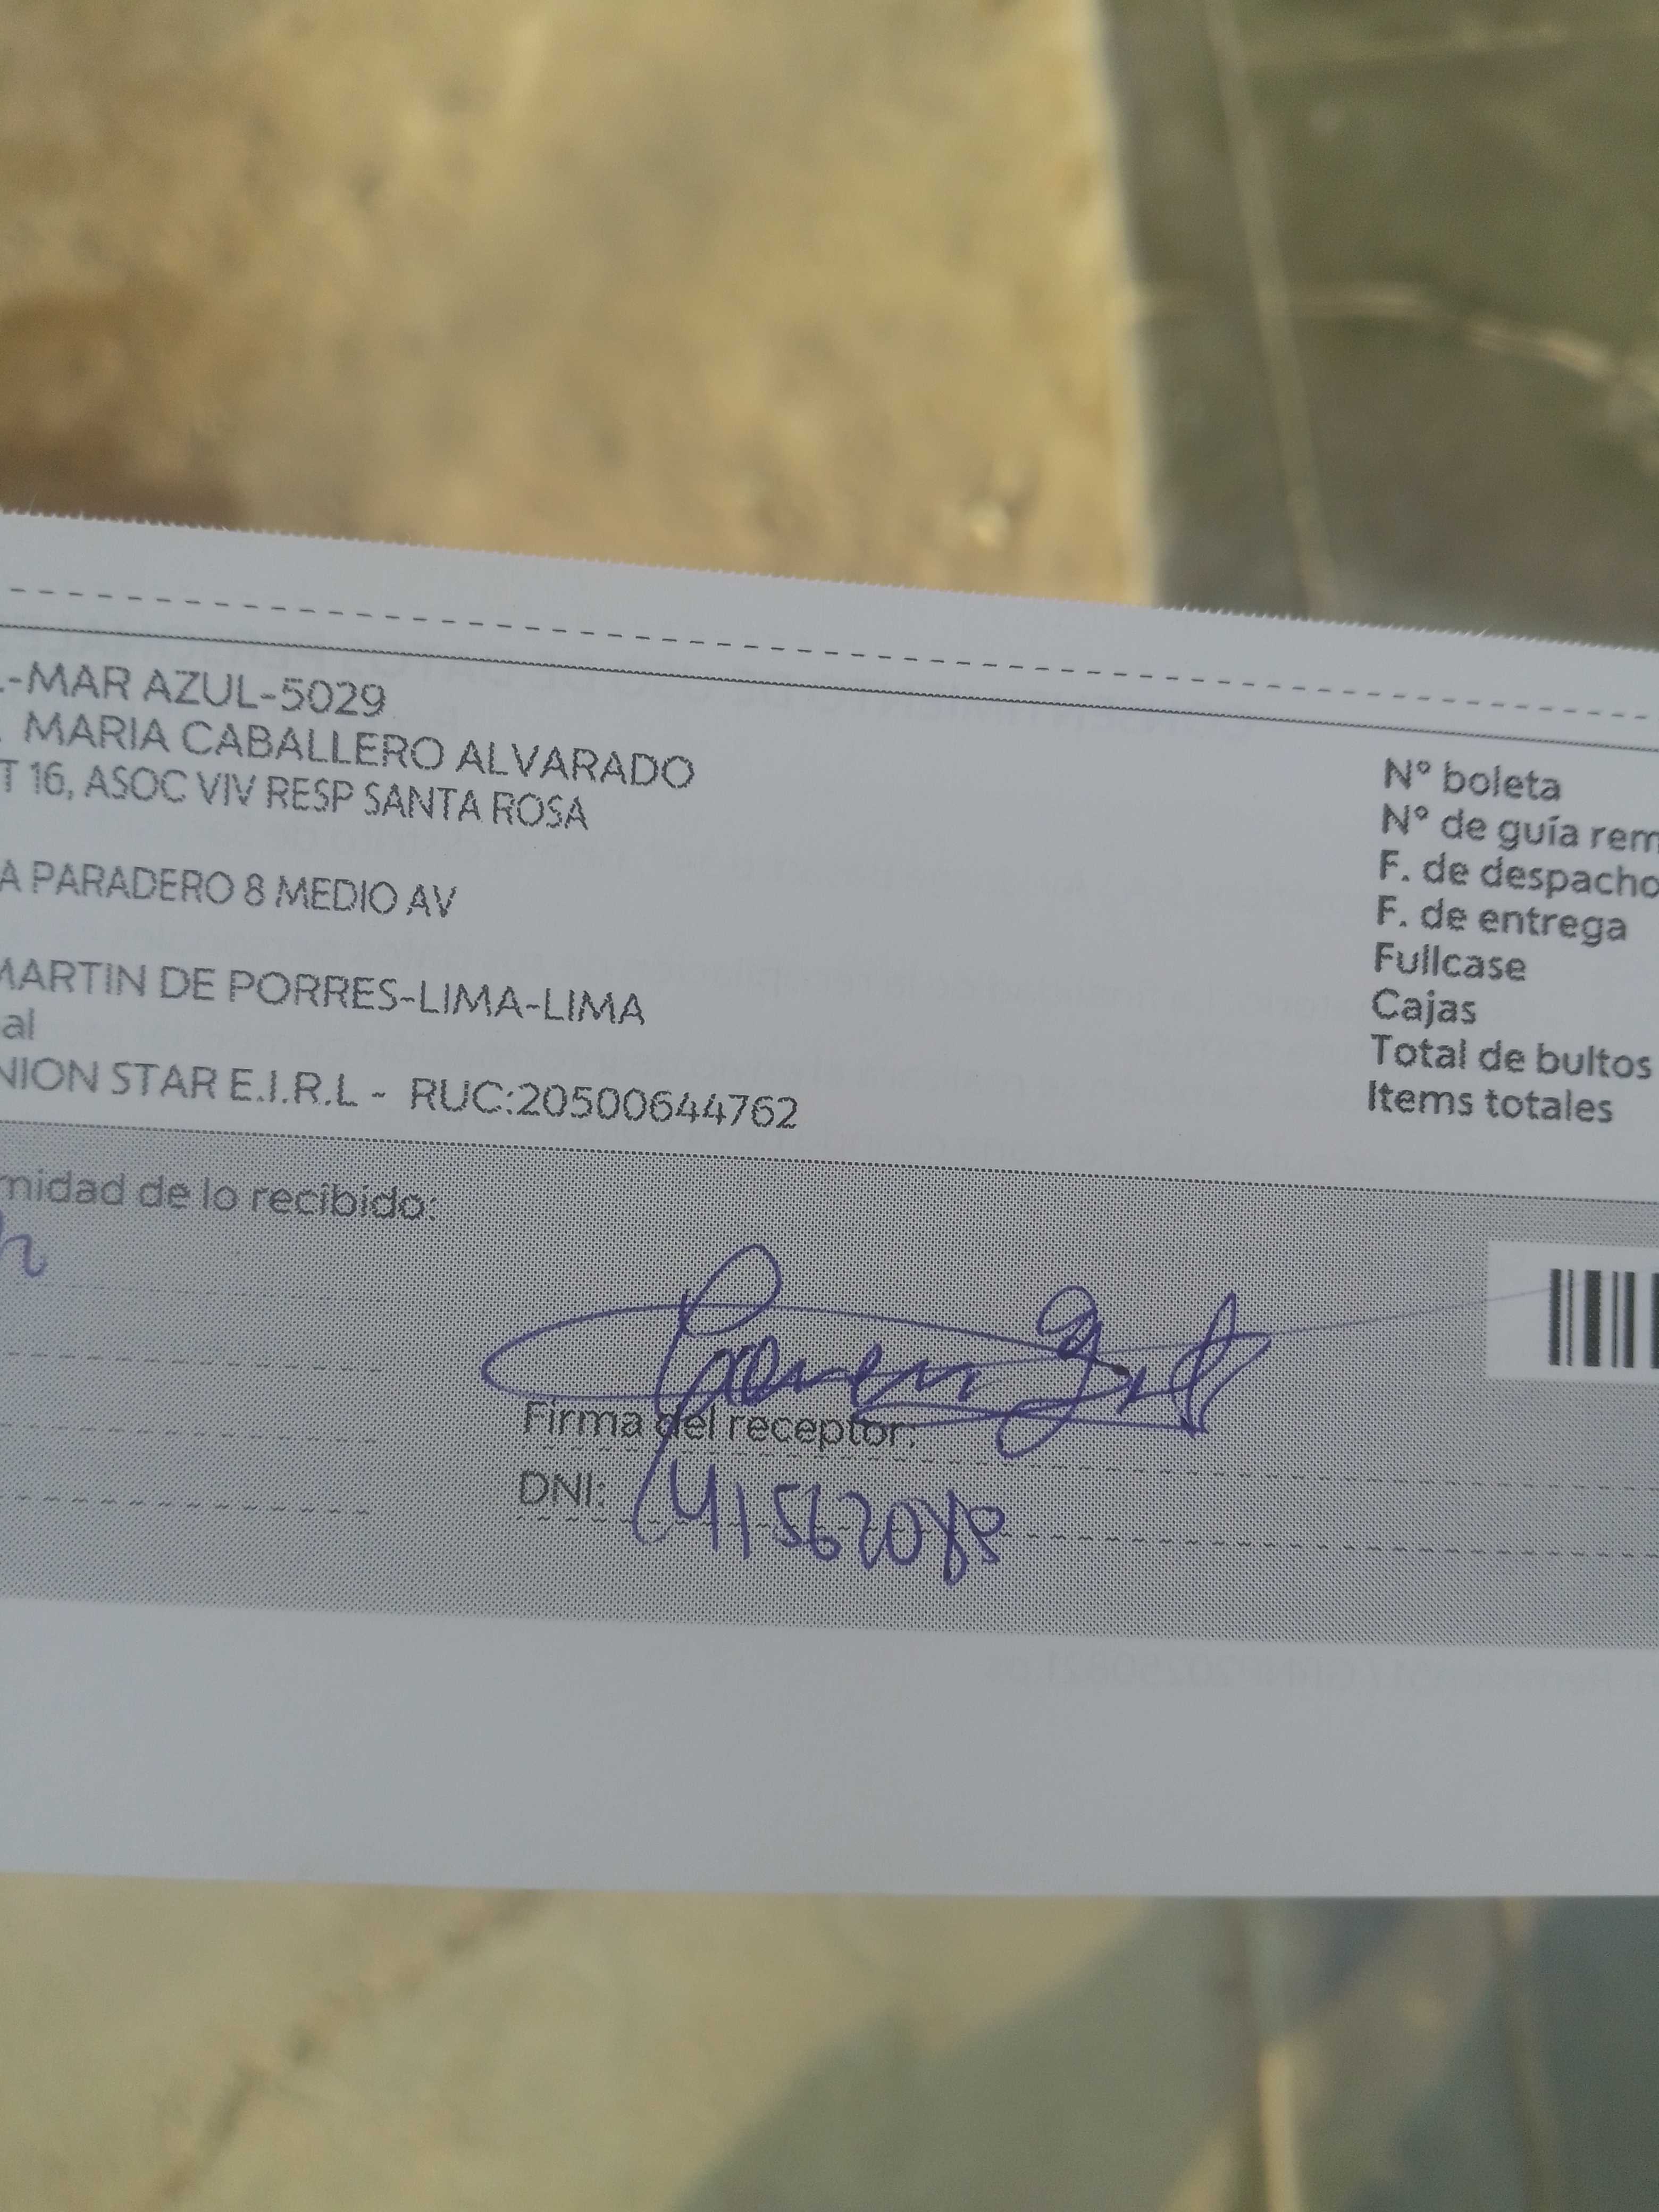 -MAR AZUL-5029
MARIA CABALLERO ALVARADO
T 16, ASOC VIV RESP SANTA ROSA
A PARADERO 8 MEDIO AV
MARTIN DE PORRES-LIMA-LIMA
al
NION STAR E.I.R.L - RUC:20500644762
N° boleta
N° de guía rem
F. de despacho
F. de entrega
Fullcase
Cajas
Total de bultos
Items totales
midad de lo recibido:
Firma del receptor:
DNI: